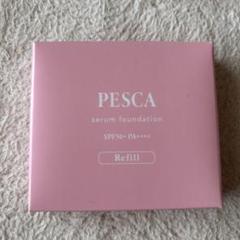 PESCA
serum foundation
SPF50+ PA++++
Refill